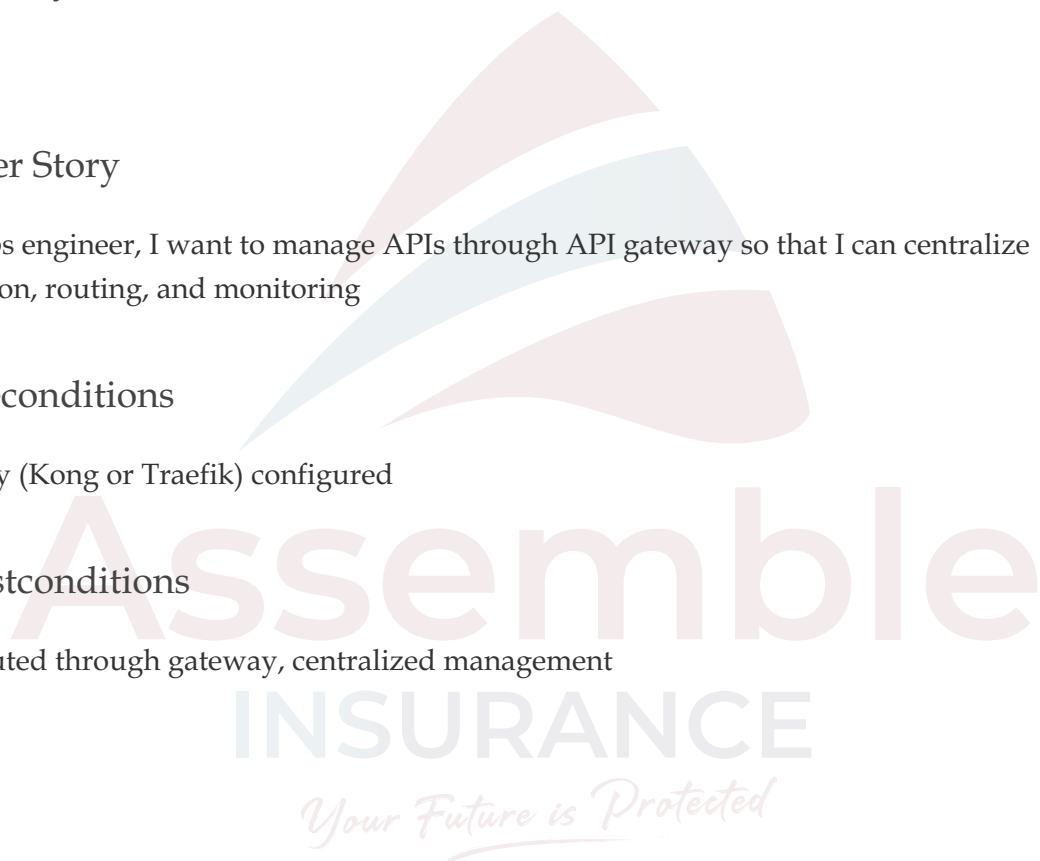 er Story
s engineer, I want to manage APIs through API gateway so that I can centralize
on, routing, and monitoring
conditions
y (Kong or Traefik) configured
Assemble
stconditions
uted through gateway, centralized management
INSURANCE
Your Future is Protected